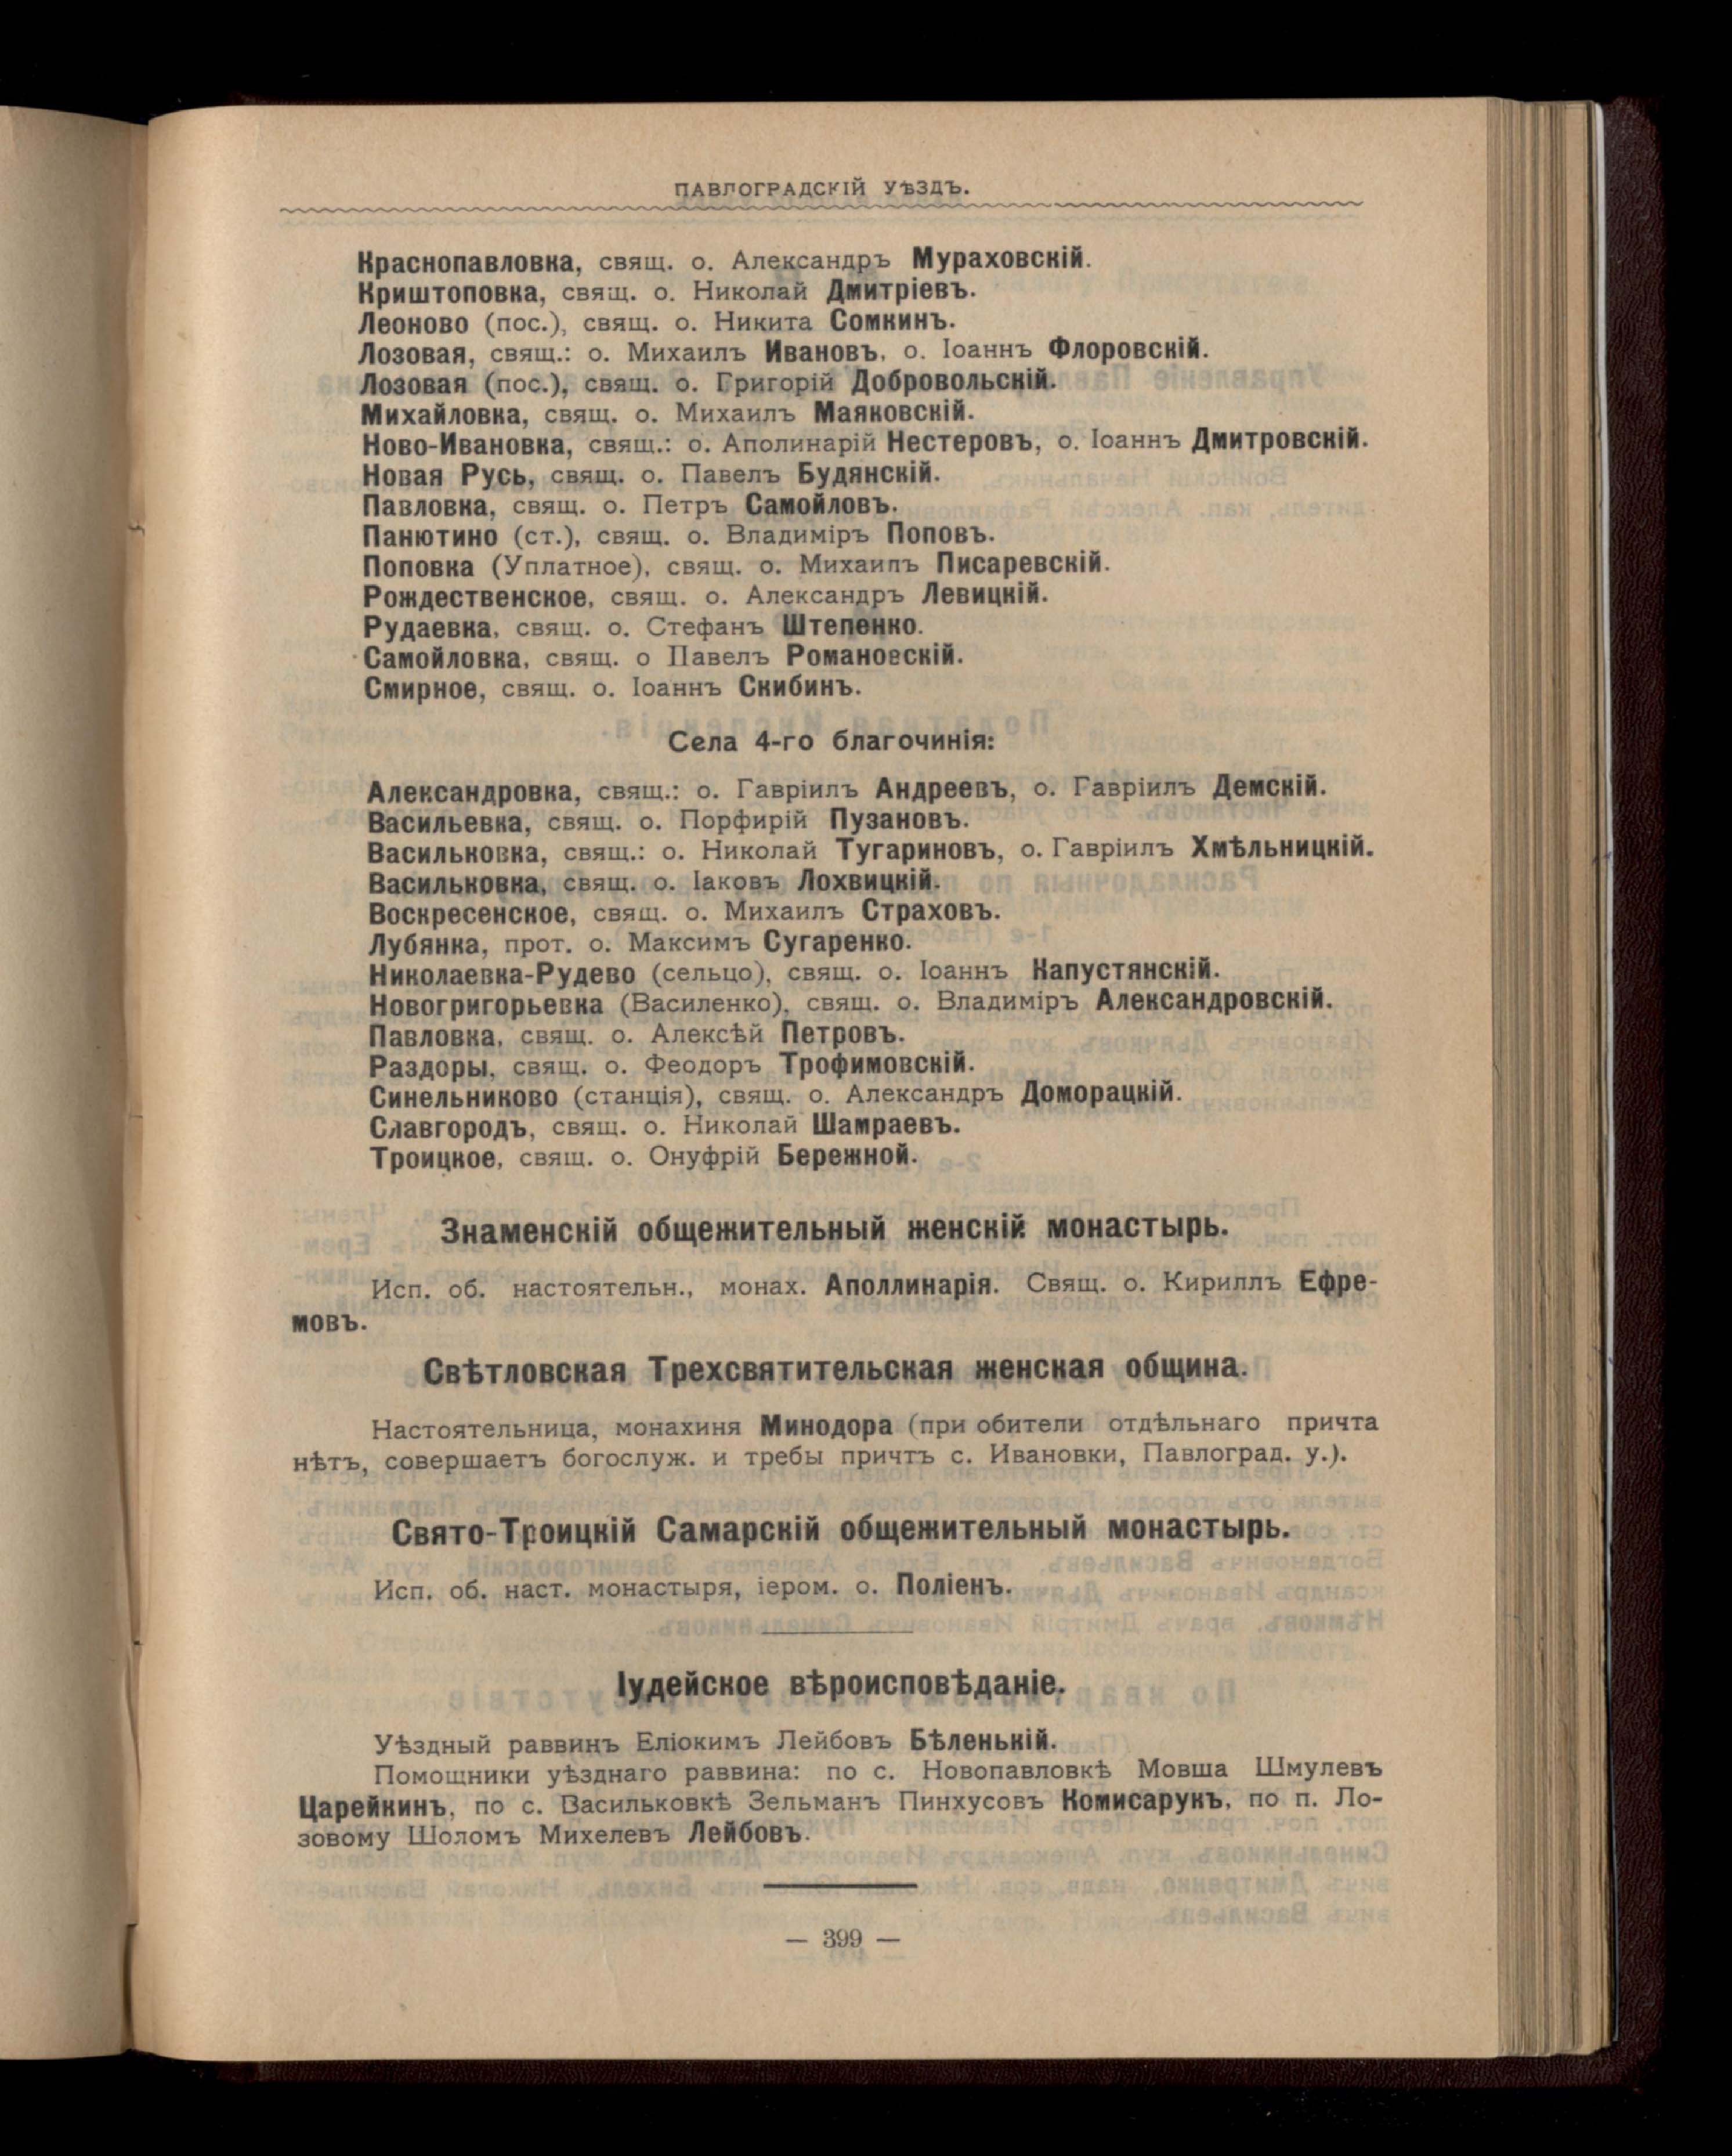 ПАВЛОГРАДСКІЙ УѢЗДЪ.
Краснопавловка, свящ. о. Александръ Мураховскій.
Криштоповка, свящ. о. Николай Дмитріевъ.
Леоново (пос.), свящ. о. Никита Сомкинъ.
Лозовая, свящ.: о. Михаилъ Ивановъ, о. Іоаннъ Флоровскій.
Лозовая (пос.), свящ. о. Григорій Добровольскій.
Михайловка, свящ. о. Михаилъ Маяковскій.
Ново-Ивановка, свящ.: о. Аполинарій Нестеровъ, о. Іоаннъ Дмитровскій.
Новая Русь, свящ. о. Павелъ Будянскій.
Павловка, свящ. о. Петръ Самойловъ.
Панютино (ст.), свящ. о. Владиміръ Поповъ.
Поповка (Уплатное), свящ. о. Михаилъ Писаревскій.
Рождественское, свящ. о. Александръ Левицкій.
Рудаевка, свящ. о. Стефанъ Штепенко.
Самойловка, свящ. о Павелъ Романовскій.
Смирное, свящ. о. Іоаннъ Скибинъ.
Села 4-го благочинія:
Александровка, свящ.: о. Гавріилъ Андреевъ, о. Гавріилъ Демскій.
Васильевка, свящ. о. Порфирій Пузановъ.
Васильковка, свящ.: о. Николай Тугариновъ, о. Гавріилъ Хмѣльницкій.
Васильковка, свящ. о. Іаковъ Лохвицкій.
Воскресенское, свящ. о. Михаилъ Страховъ.
Лубянка, прот. о. Максимъ Сугаренко.
Николаевка-Рудево (сельцо), свящ. о. Іоаннъ Капустянскій.
Новогригорьевка (Василенко), свящ. о. Владиміръ Александровскій.
Павловка, свящ. о. Алексѣй Петровъ.
Раздоры, свящ. о. Феодоръ Трофимовскій.
Синельниково (станція), свящ. о. Александръ Доморацкій.
Славгородъ, свящ. о. Николай Шамраевъ.
Троицкое, свящ. о. Онуфрій Бережной.
Знаменскій общежительный женскій монастырь.
Исп. об. настоятельн., монах. Аполлинарія. Свящ. о. Кириллъ Ефре-
мовъ.
Свѣтловская Трехсвятительская женская община.
Настоятельница, монахиня Минодора (при обители отдѣльнаго причта
нѣтъ, совершаетъ богослуж. и требы причтъ с. Ивановки, Павлоград. у.).
Свято-Троицкій Самарскій общежительный монастырь.
Исп. об. наст. монастыря, іером. о. Поліенъ.
Іудейское вѣроисповѣданіе.
Уѣздный раввинъ Еліокимъ Лейбовъ Бѣленькій.
Помощники уѣзднаго раввина: по с. Новопавловкѣ Мовша Шмулевъ
Царейкинъ, по с. Васильковкѣ Зельманъ Пинхусовъ Комисарукъ, по п. Ло-
зовому Шоломъ Михелевъ Лейбовъ.
— 399 —